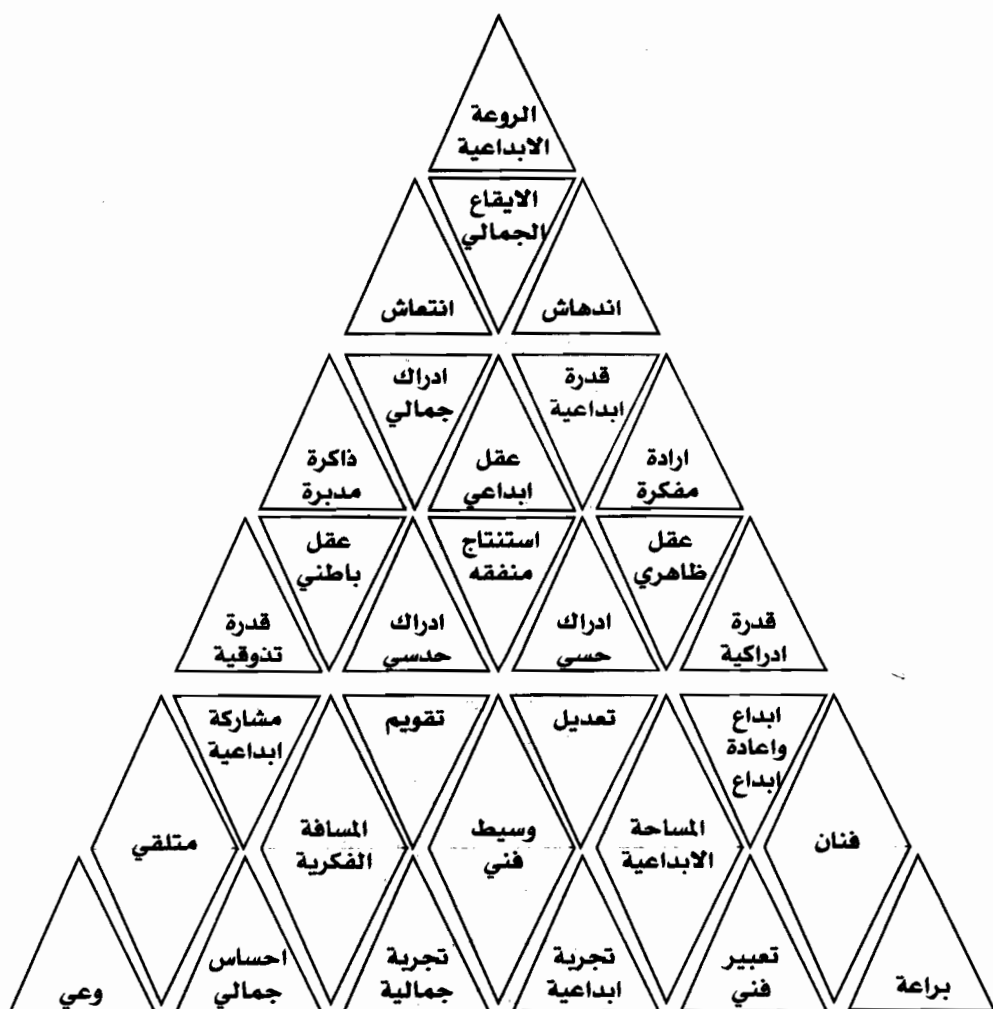 الروعة
الابداعية
الايقاع
الجمالي
اندهاش
انتعاش
قدرة
ابداعية
ادراك
جمالي
ارادة
مفكرة
عقل
ابداعي
ذاكرة
مدبرة
عقل
ظاهري
استنتاج
منفقه
عقل
باطني
قدرة
ادراكية
ادراك
حسي
ادراك
حدسي
قدرة
تذوقية
ابداع
واعادة
ابداع
تعديل
تقويم
مشاركة
ابداعية
فنان
المساحة
الابداعية
وسيط
فني
المسافة
الفكرية
متلقي
براعة
تعبير
فني
تجربة
ابداعية
تجربة
جمالية
احساس
جمالي
وعي